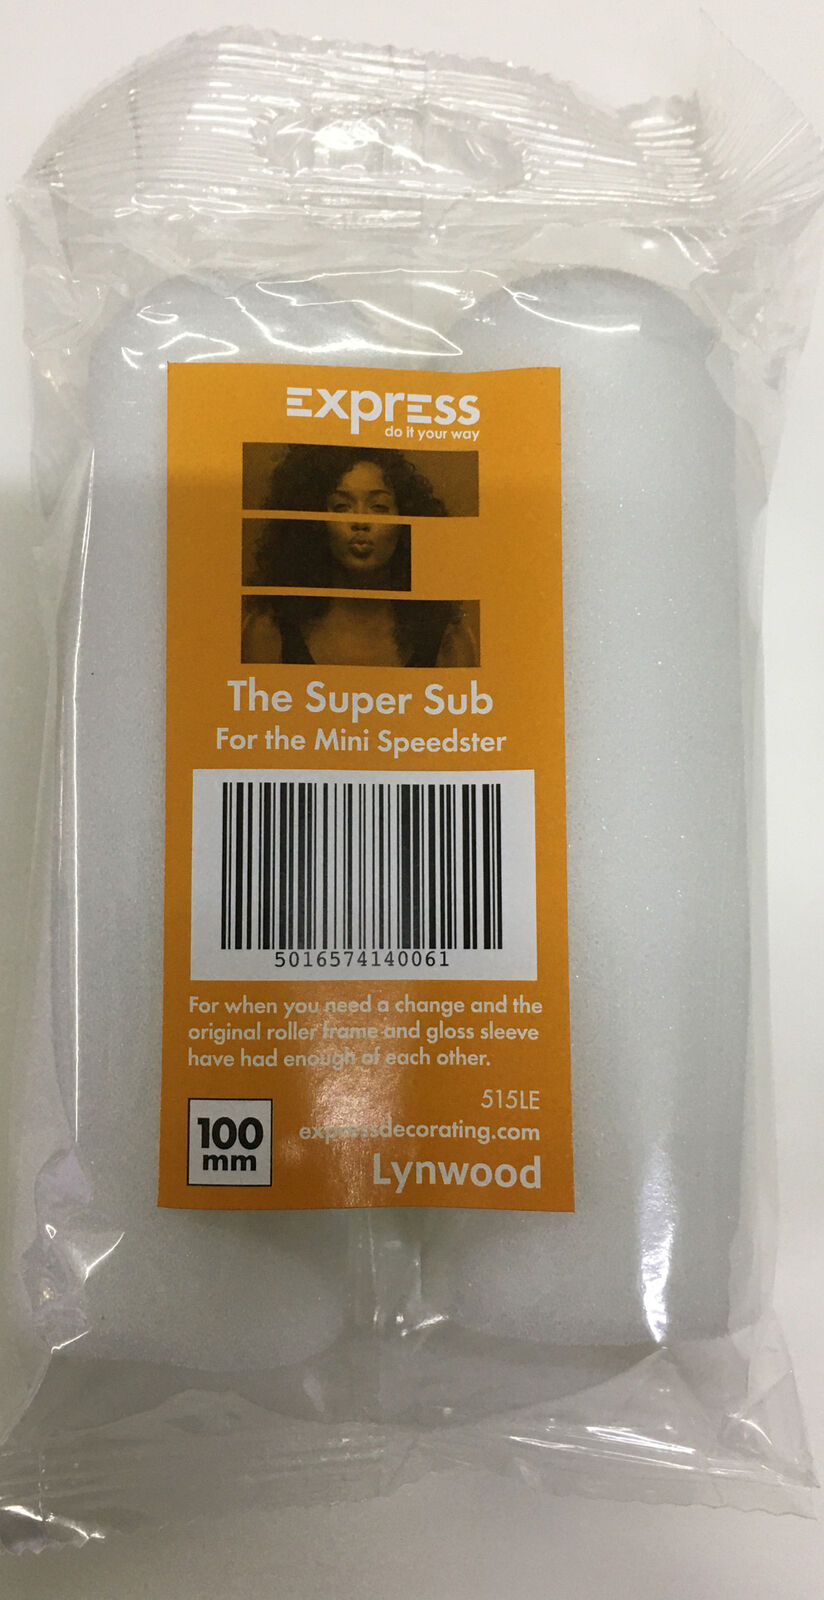 Express
do it your way
The Super Sub
For the Mini Speedster
5016574140061
For when you need a change and the
original roller frame and gloss sleeve
have had enough of each other.
515LE
100
mm
expressdecorating.com
Lynwood